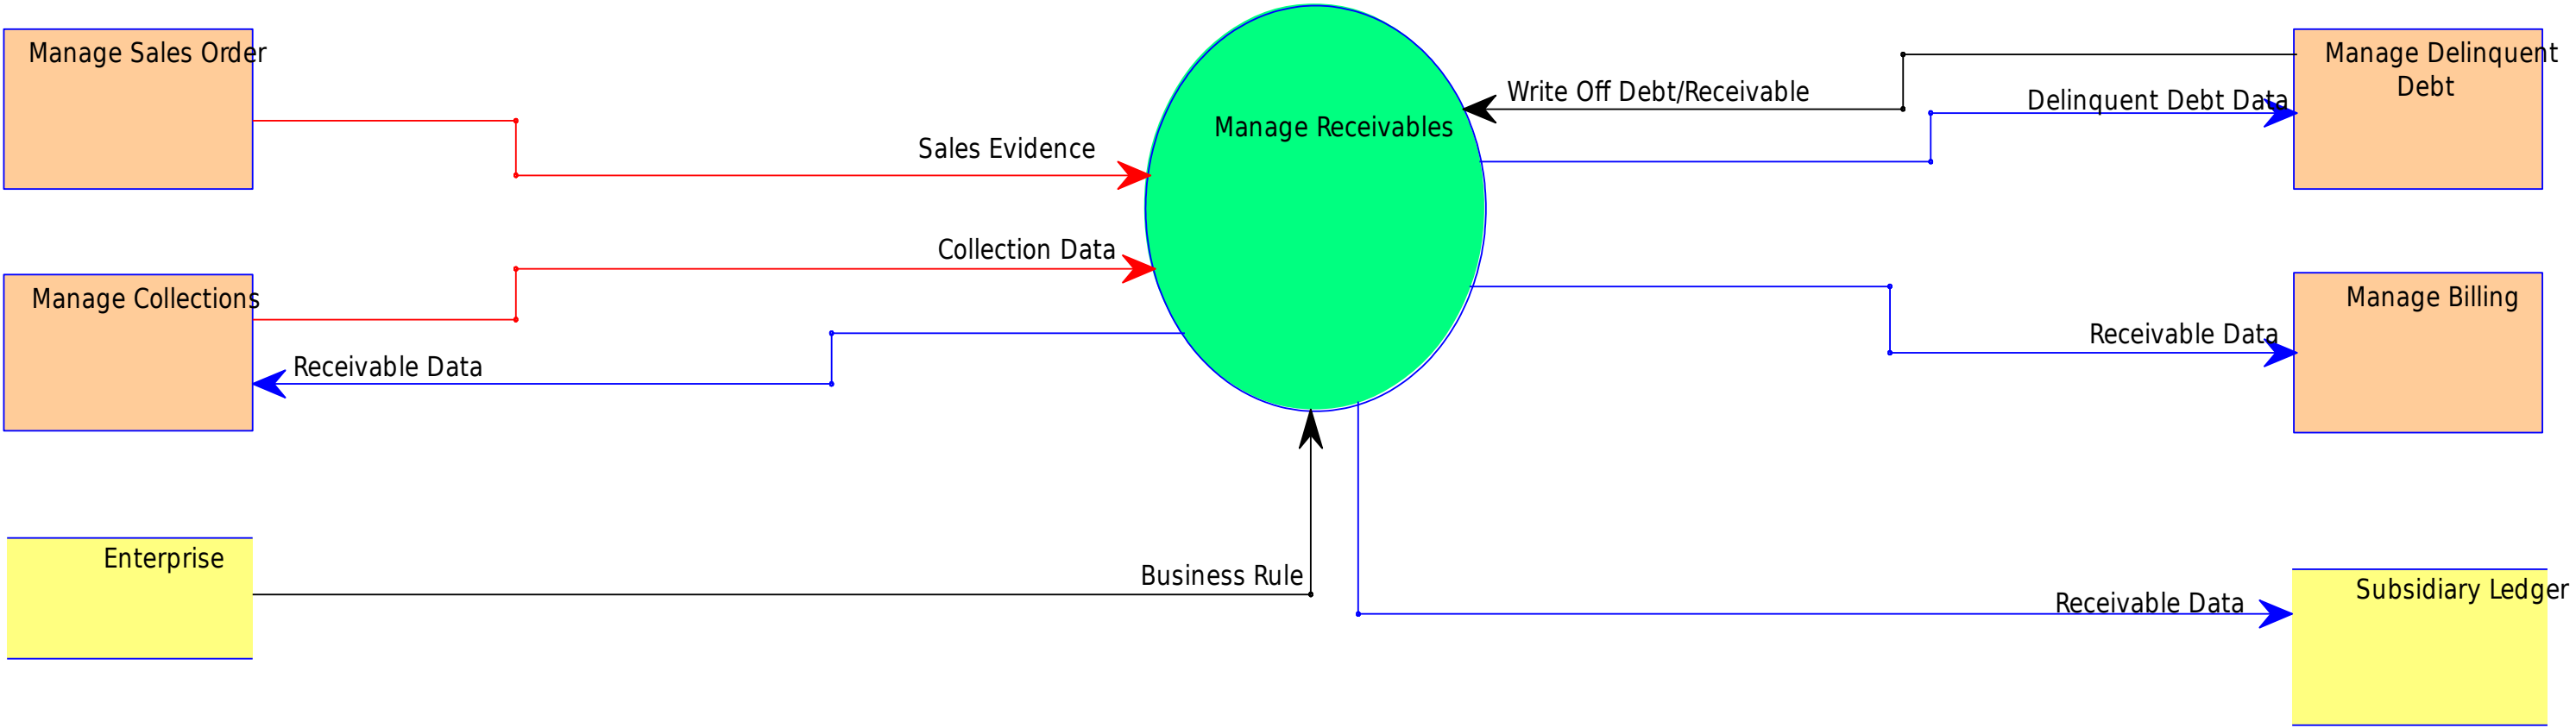 Manage Sales Order
Manage Delinquent
Debt
Write Off Debt/Receivable
Delinquent Debt Data
Manage Receivables
Sales Evidence
Collection Data
Manage Collections
Manage Billing
Receivable Data
Receivable Data
Enterprise
Business Rule
Subsidiary Ledger
Receivable Data